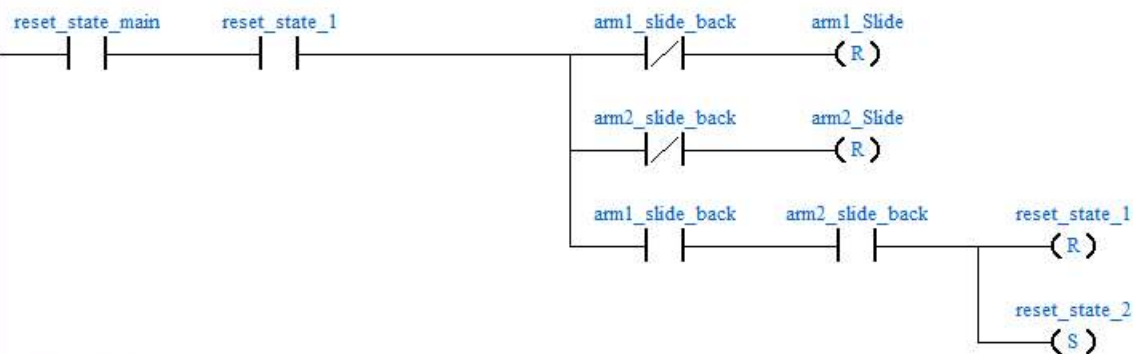 reset_state_main reset_state_1 arm1_slide_back arm1_Slide
R
arm2_slide_back arm2_Slide
R
arm1_slide_back arm2_slide_back reset_state_1
R
reset_state_2
S